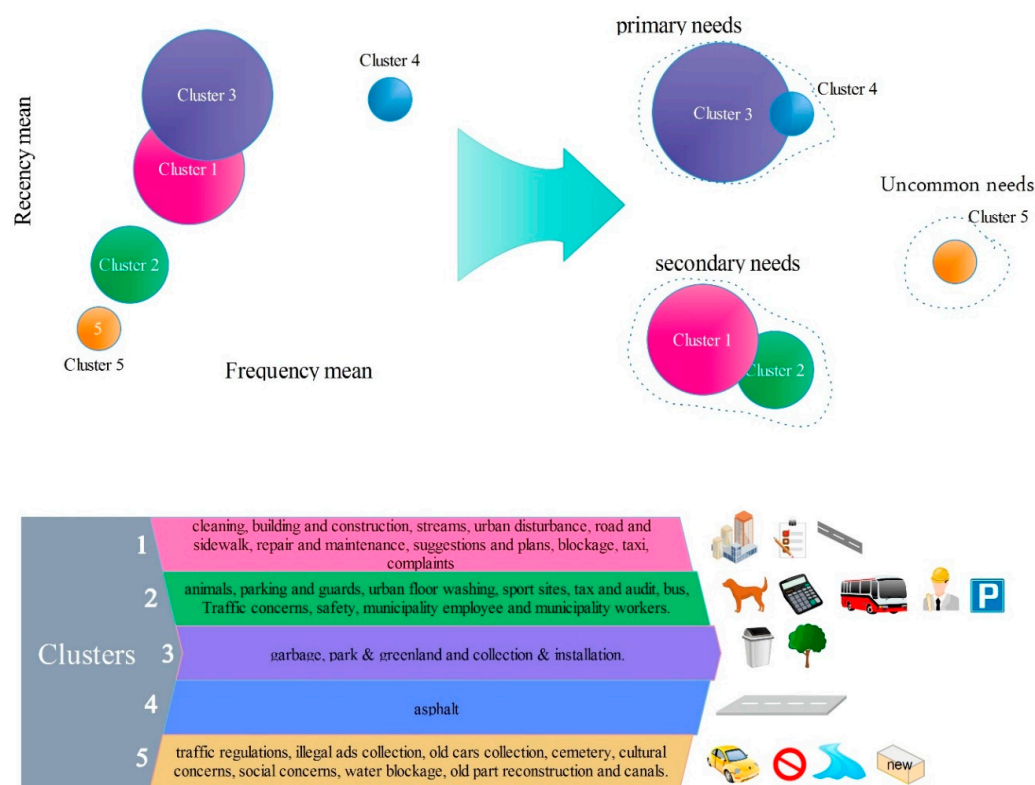 primary needs
Cluster 4
Cluster 3
Cluster 1
Cluster 2
5
Cluster 5
Recency mean
Frequency mean
Cluster 4
Cluster 3
Uncommon needs
Cluster 5
secondary needs
Cluster 1
Cluster 2
Clusters
1
cleaning, building and construction, streams, urban disturbance, road and
sidewalk, repair and maintenance, suggestions and plans, blockage, taxi,
complaints
2
animals, parking and guards, urban floor washing, sport sites, tax and audit, bus,
Traffic concerns, safety, municipality employee and municipality workers.
P
3
garbage, park & greenland and collection & installation.
4
asphalt
5
traffic regulations, illegal ads collection, old cars collection, cemetery, cultural
concerns, social concerns, water blockage, old part reconstruction and canals.
new